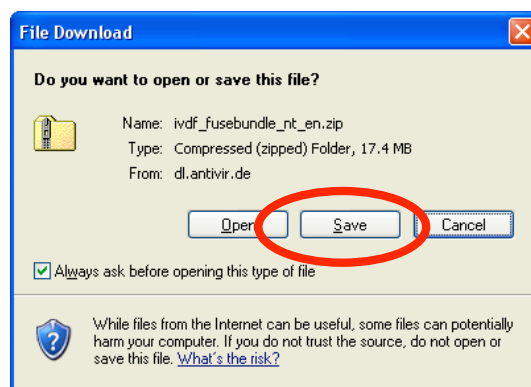 File Download
Do you want to open or save this file?
Name: ivdf_fusebundle_nt_en.zip
Type: Compressed (zipped) Folder, 17.4 MB
From: dl.antivir.de
Open Save Cancel
Always ask before opening this type of file
While files from the Internet can be useful, some files can potentially
harm your computer. If you do not trust the source, do not open or
save this file. What's the risk?